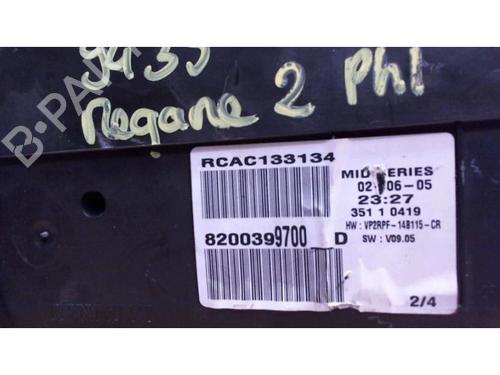 megane 2 Ph1
RCAC133134
MID SERIES
02-06-05
23:27
351 1 0419
HW : VP2RPF-14B115-CR
SW : V09.05
8200399700 D
2/4
B-PARTS